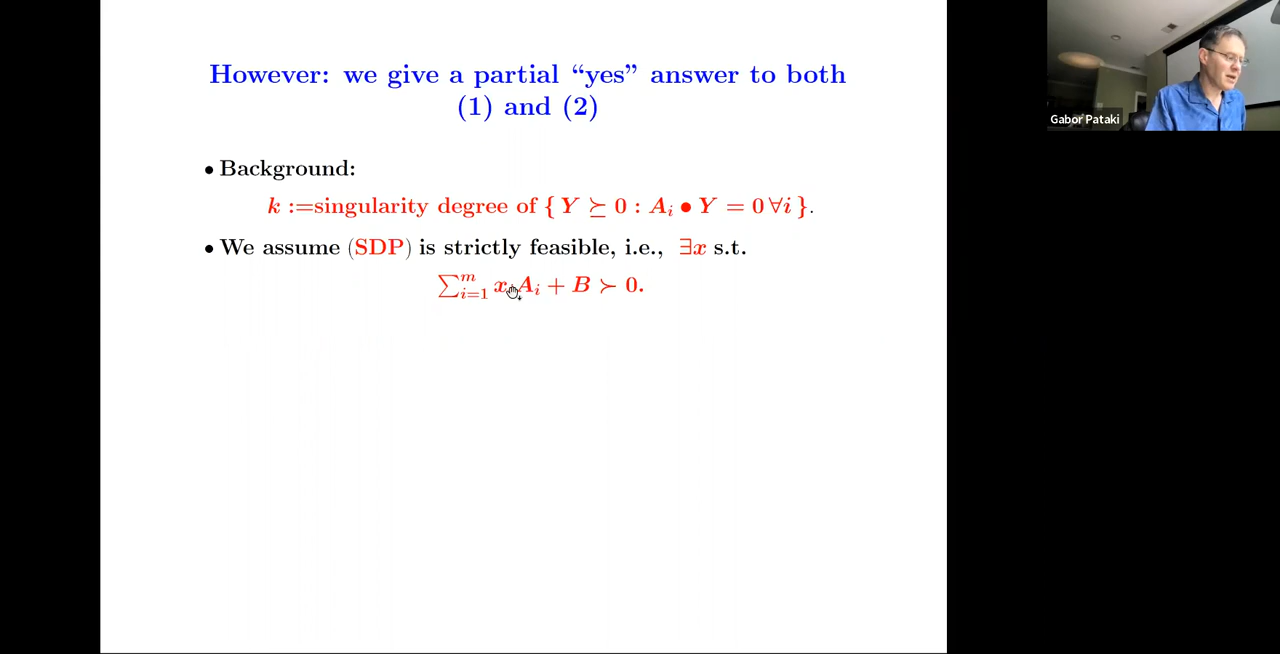 However: we give a partial “yes” answer to both
(1) and (2)
• Background:
k :=singularity degree of { Y ⪰ 0 : A_i • Y = 0 ∀i }.
• We assume (SDP) is strictly feasible, i.e., ∃x s.t.
∑_{i=1}^m x_i A_i + B ≻ 0.
Gabor Pataki